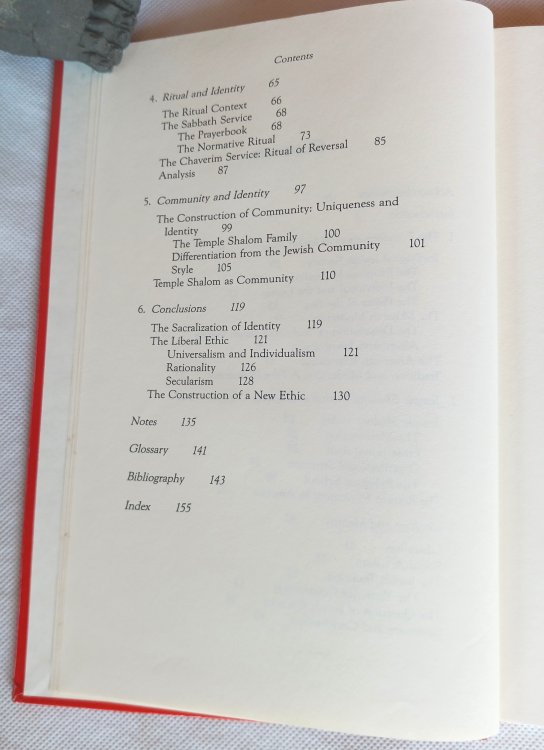 Contents
4. Ritual and Identity 65
The Ritual Context 66
The Sabbath Service 68
The Prayerbook 68
The Normative Ritual 73
The Chaverim Service: Ritual of Reversal 85
Analysis 87
5. Community and Identity 97
The Construction of Community: Uniqueness and
Identity 99
The Temple Shalom Family 100
Differentiation from the Jewish Community 101
Style 105
Temple Shalom as Community 110
6. Conclusions 119
The Sacralization of Identity 119
The Liberal Ethic 121
Universalism and Individualism 121
Rationality 126
Secularism 128
The Construction of a New Ethic 130
Notes 135
Glossary 141
Bibliography 143
Index 155